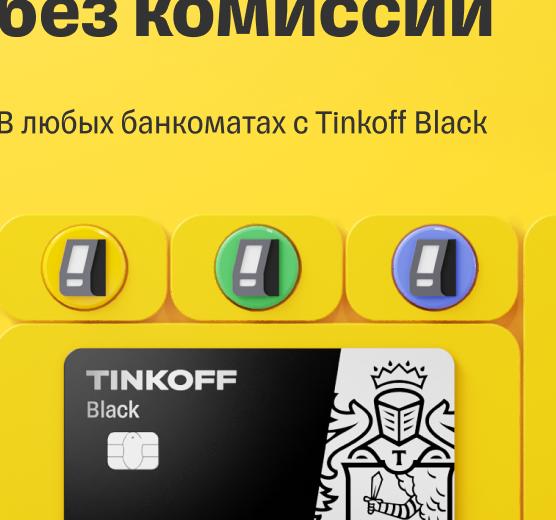 без комиссии
В любых банкоматах с Tinkoff Black
TINKOFF
Black
T